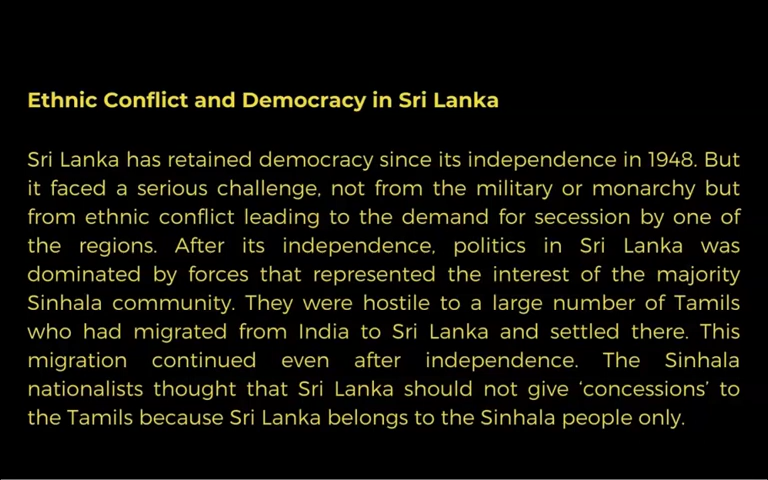 Ethnic Conflict and Democracy in Sri Lanka
Sri Lanka has retained democracy since its independence in 1948. But
it faced a serious challenge, not from the military or monarchy but
from ethnic conflict leading to the demand for secession by one of
the regions. After its independence, politics in Sri Lanka was
dominated by forces that represented the interest of the majority
Sinhala community. They were hostile to a large number of Tamils
who had migrated from India to Sri Lanka and settled there. This
migration continued even after independence. The Sinhala
nationalists thought that Sri Lanka should not give ‘concessions’ to
the Tamils because Sri Lanka belongs to the Sinhala people only.